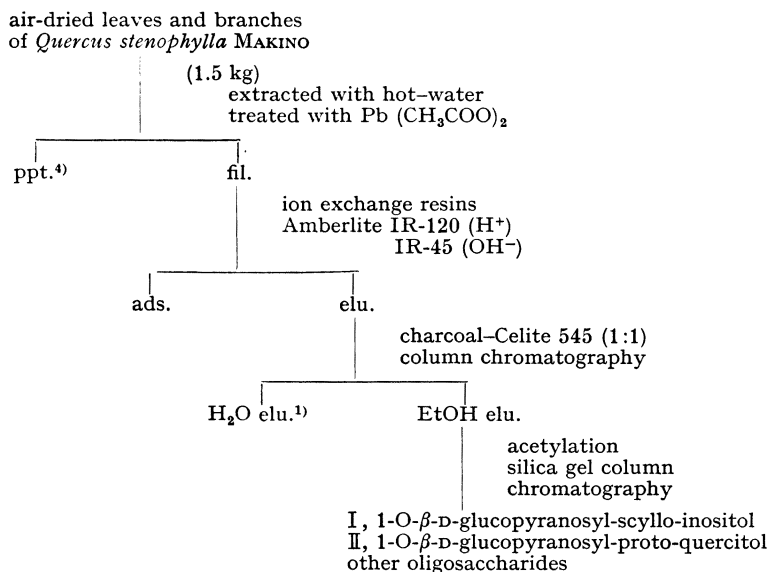 air-dried leaves and branches
of Quercus stenophylla MAKINO
(1.5 kg)
extracted with hot-water
treated with Pb (CH₃COO)₂
ppt.⁴⁾
fil.
ion exchange resins
Amberlite IR-120 (H⁺)
IR-45 (OH⁻)
ads.
elu.
charcoal–Celite 545 (1:1)
column chromatography
H₂O elu.¹⁾
EtOH elu.
acetylation
silica gel column
chromatography
I, 1-O-β-D-glucopyranosyl-scyllo-inositol
II, 1-O-β-D-glucopyranosyl-proto-quercitol
other oligosaccharides